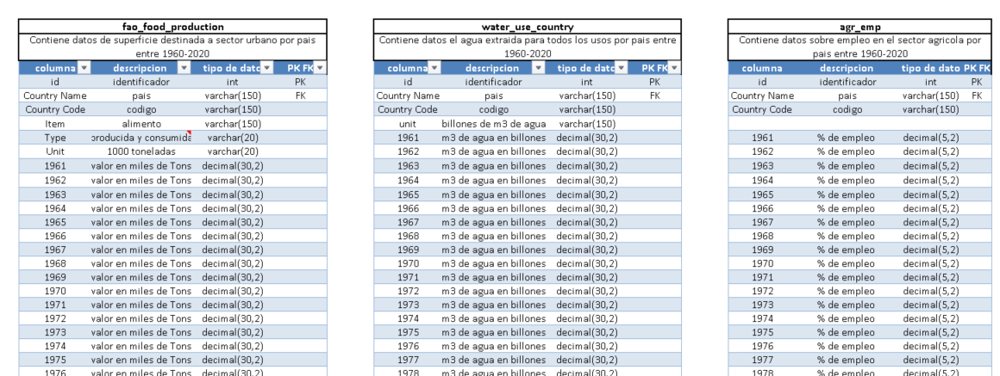 fao_food_production
Contiene datos de superficie destinada a sector urbano por pais
entre 1960-2020
columna descripcion tipo de datc PK FK
id identificador int PK
Country Name pais varchar(150) FK
Country Code codigo varchar(150)
Item alimento varchar(150)
Type producida y consumida varchar(20)
Unit 1000 toneladas varchar(20)
1961 valor en miles de Tons decimal(30,2)
1962 valor en miles de Tons decimal(30,2)
1963 valor en miles de Tons decimal(30,2)
1964 valor en miles de Tons decimal(30,2)
1965 valor en miles de Tons decimal(30,2)
1966 valor en miles de Tons decimal(30,2)
1967 valor en miles de Tons decimal(30,2)
1968 valor en miles de Tons decimal(30,2)
1969 valor en miles de Tons decimal(30,2)
1970 valor en miles de Tons decimal(30,2)
1971 valor en miles de Tons decimal(30,2)
1972 valor en miles de Tons decimal(30,2)
1973 valor en miles de Tons decimal(30,2)
1974 valor en miles de Tons decimal(30,2)
1975 valor en miles de Tons decimal(30,2)
1976 valor en miles de Tons decimal(30,2)
water_use_country
Contiene datos el agua extraida para todos los usos por pais entre
1960-2020
columna descripcion tipo de datc PK FK
id identificador int PK
Country Name pais varchar(150) FK
Country Code codigo varchar(150)
unit billones de m3 de agua varchar(150)
1961 m3 de agua en billones decimal(30,2)
1962 m3 de agua en billones decimal(30,2)
1963 m3 de agua en billones decimal(30,2)
1964 m3 de agua en billones decimal(30,2)
1965 m3 de agua en billones decimal(30,2)
1966 m3 de agua en billones decimal(30,2)
1967 m3 de agua en billones decimal(30,2)
1968 m3 de agua en billones decimal(30,2)
1969 m3 de agua en billones decimal(30,2)
1970 m3 de agua en billones decimal(30,2)
1971 m3 de agua en billones decimal(30,2)
1972 m3 de agua en billones decimal(30,2)
1973 m3 de agua en billones decimal(30,2)
1974 m3 de agua en billones decimal(30,2)
1975 m3 de agua en billones decimal(30,2)
1976 m3 de agua en billones decimal(30,2)
1977 m3 de agua en billones decimal(30,2)
1978 m3 de agua en billones decimal(30,2)
agr_emp
Contiene datos sobre empleo en el sector agricola por
pais entre 1960-2020
columna descripcion tipo de dato PK FK
id identificador int PK
Country Name pais varchar(150) FK
Country Code codigo varchar(150)
1961 % de empleo decimal(5,2)
1962 % de empleo decimal(5,2)
1963 % de empleo decimal(5,2)
1964 % de empleo decimal(5,2)
1965 % de empleo decimal(5,2)
1966 % de empleo decimal(5,2)
1967 % de empleo decimal(5,2)
1968 % de empleo decimal(5,2)
1969 % de empleo decimal(5,2)
1970 % de empleo decimal(5,2)
1971 % de empleo decimal(5,2)
1972 % de empleo decimal(5,2)
1973 % de empleo decimal(5,2)
1974 % de empleo decimal(5,2)
1975 % de empleo decimal(5,2)
1976 % de empleo decimal(5,2)
1977 % de empleo decimal(5,2)
1978 % de empleo decimal(5,2)